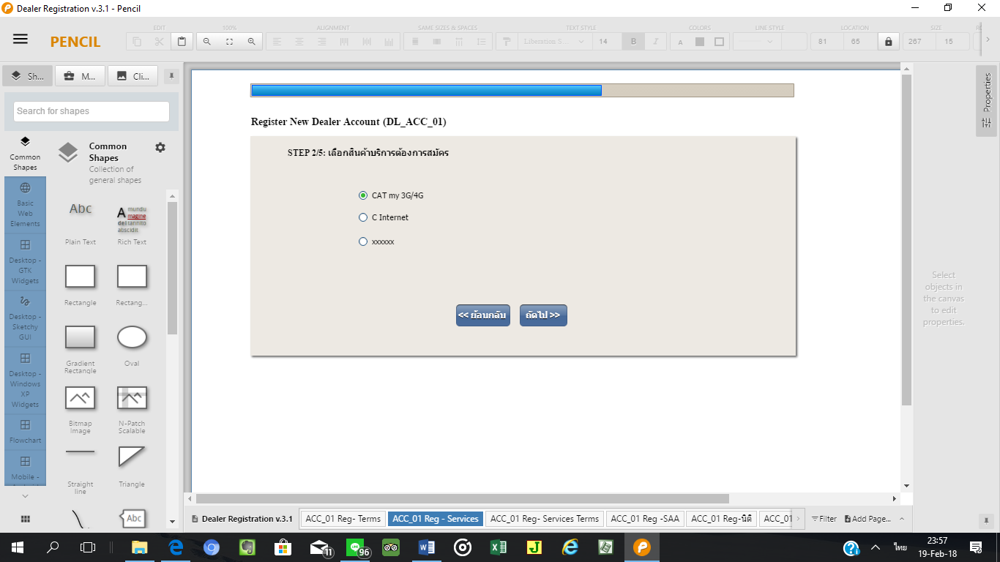 Dealer Registration v.3.1 - Pencil
PENCIL
EDIT
100%
ALIGNMENT
SAME SIZES & SPACES
TEXT STYLE
COLORS
LINE STYLE
LOCATION
SIZE
Liberation S...
14
B
I
A
81
65
267
15
Sh...
M...
Cli...
Search for shapes
Common Shapes
Basic Web Elements
Desktop - GTK Widgets
Desktop - Sketchy GUI
Desktop - Windows XP Widgets
Flowchart
Mobile -
Common Shapes
Collection of general shapes
Abc
Plain Text
A mundu
magine
del tannito
abscidit
Rich Text
Rectangle
Rectang...
Gradient Rectangle
Oval
Bitmap Image
N-Patch Scalable
Straight line
Triangle
Abc
Register New Dealer Account (DL_ACC_01)
STEP 2/5: เลือกสินค้าบริการต้องการสมัคร
CAT my 3G/4G
C Internet
xxxxxx
<< ย้อนกลับ
ถัดไป >>
Properties
Select objects in the canvas to edit properties.
Dealer Registration v.3.1
ACC_01 Reg- Terms
ACC_01 Reg - Services
ACC_01 Reg- Services Terms
ACC_01 Reg -SAA
ACC_01 Reg-นิติ
ACC_01
Filter
Add Page...
11
96
ไทย
23:57
19-Feb-18